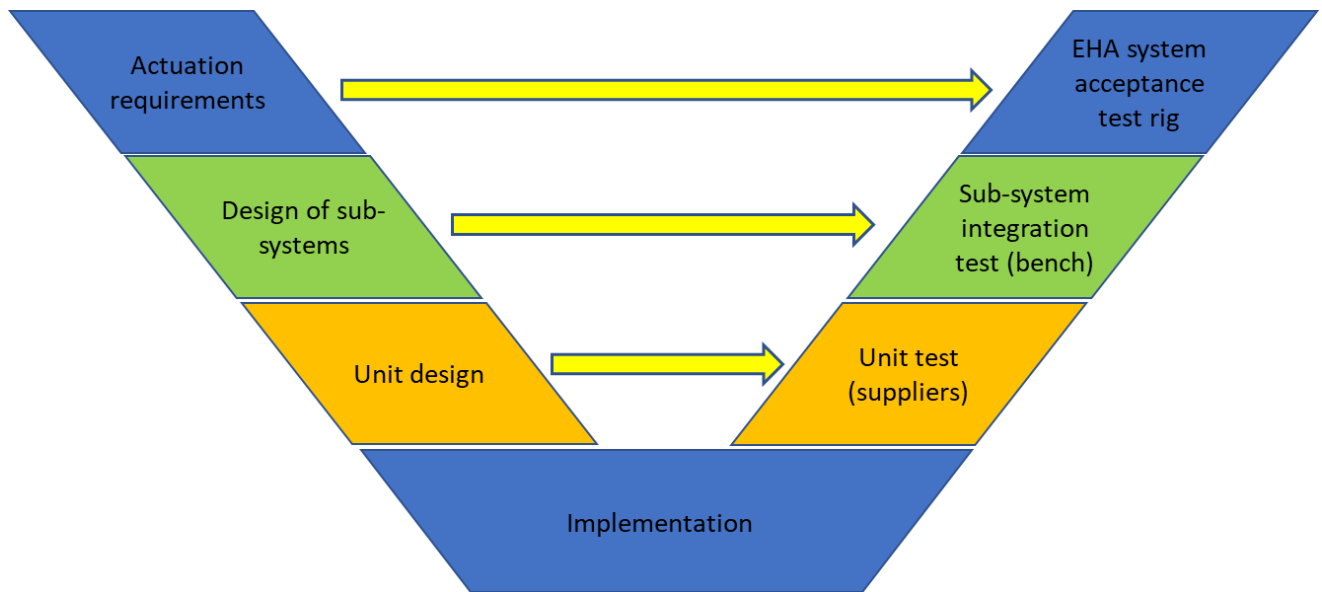 Actuation
requirements
EHA system
acceptance
test rig
Design of sub-
systems
Sub-system
integration
test (bench)
Unit design
Unit test
(suppliers)
Implementation